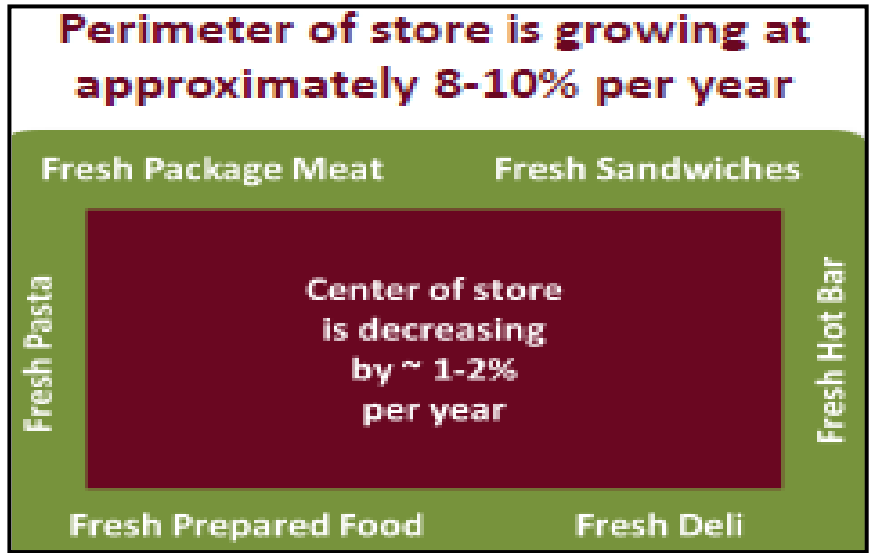 Perimeter of store is growing at
approximately 8-10% per year
Fresh Package Meat
Fresh Sandwiches
Fresh Pasta
Center of store
is decreasing
by ~ 1-2%
per year
Fresh Hot Bar
Fresh Prepared Food
Fresh Deli